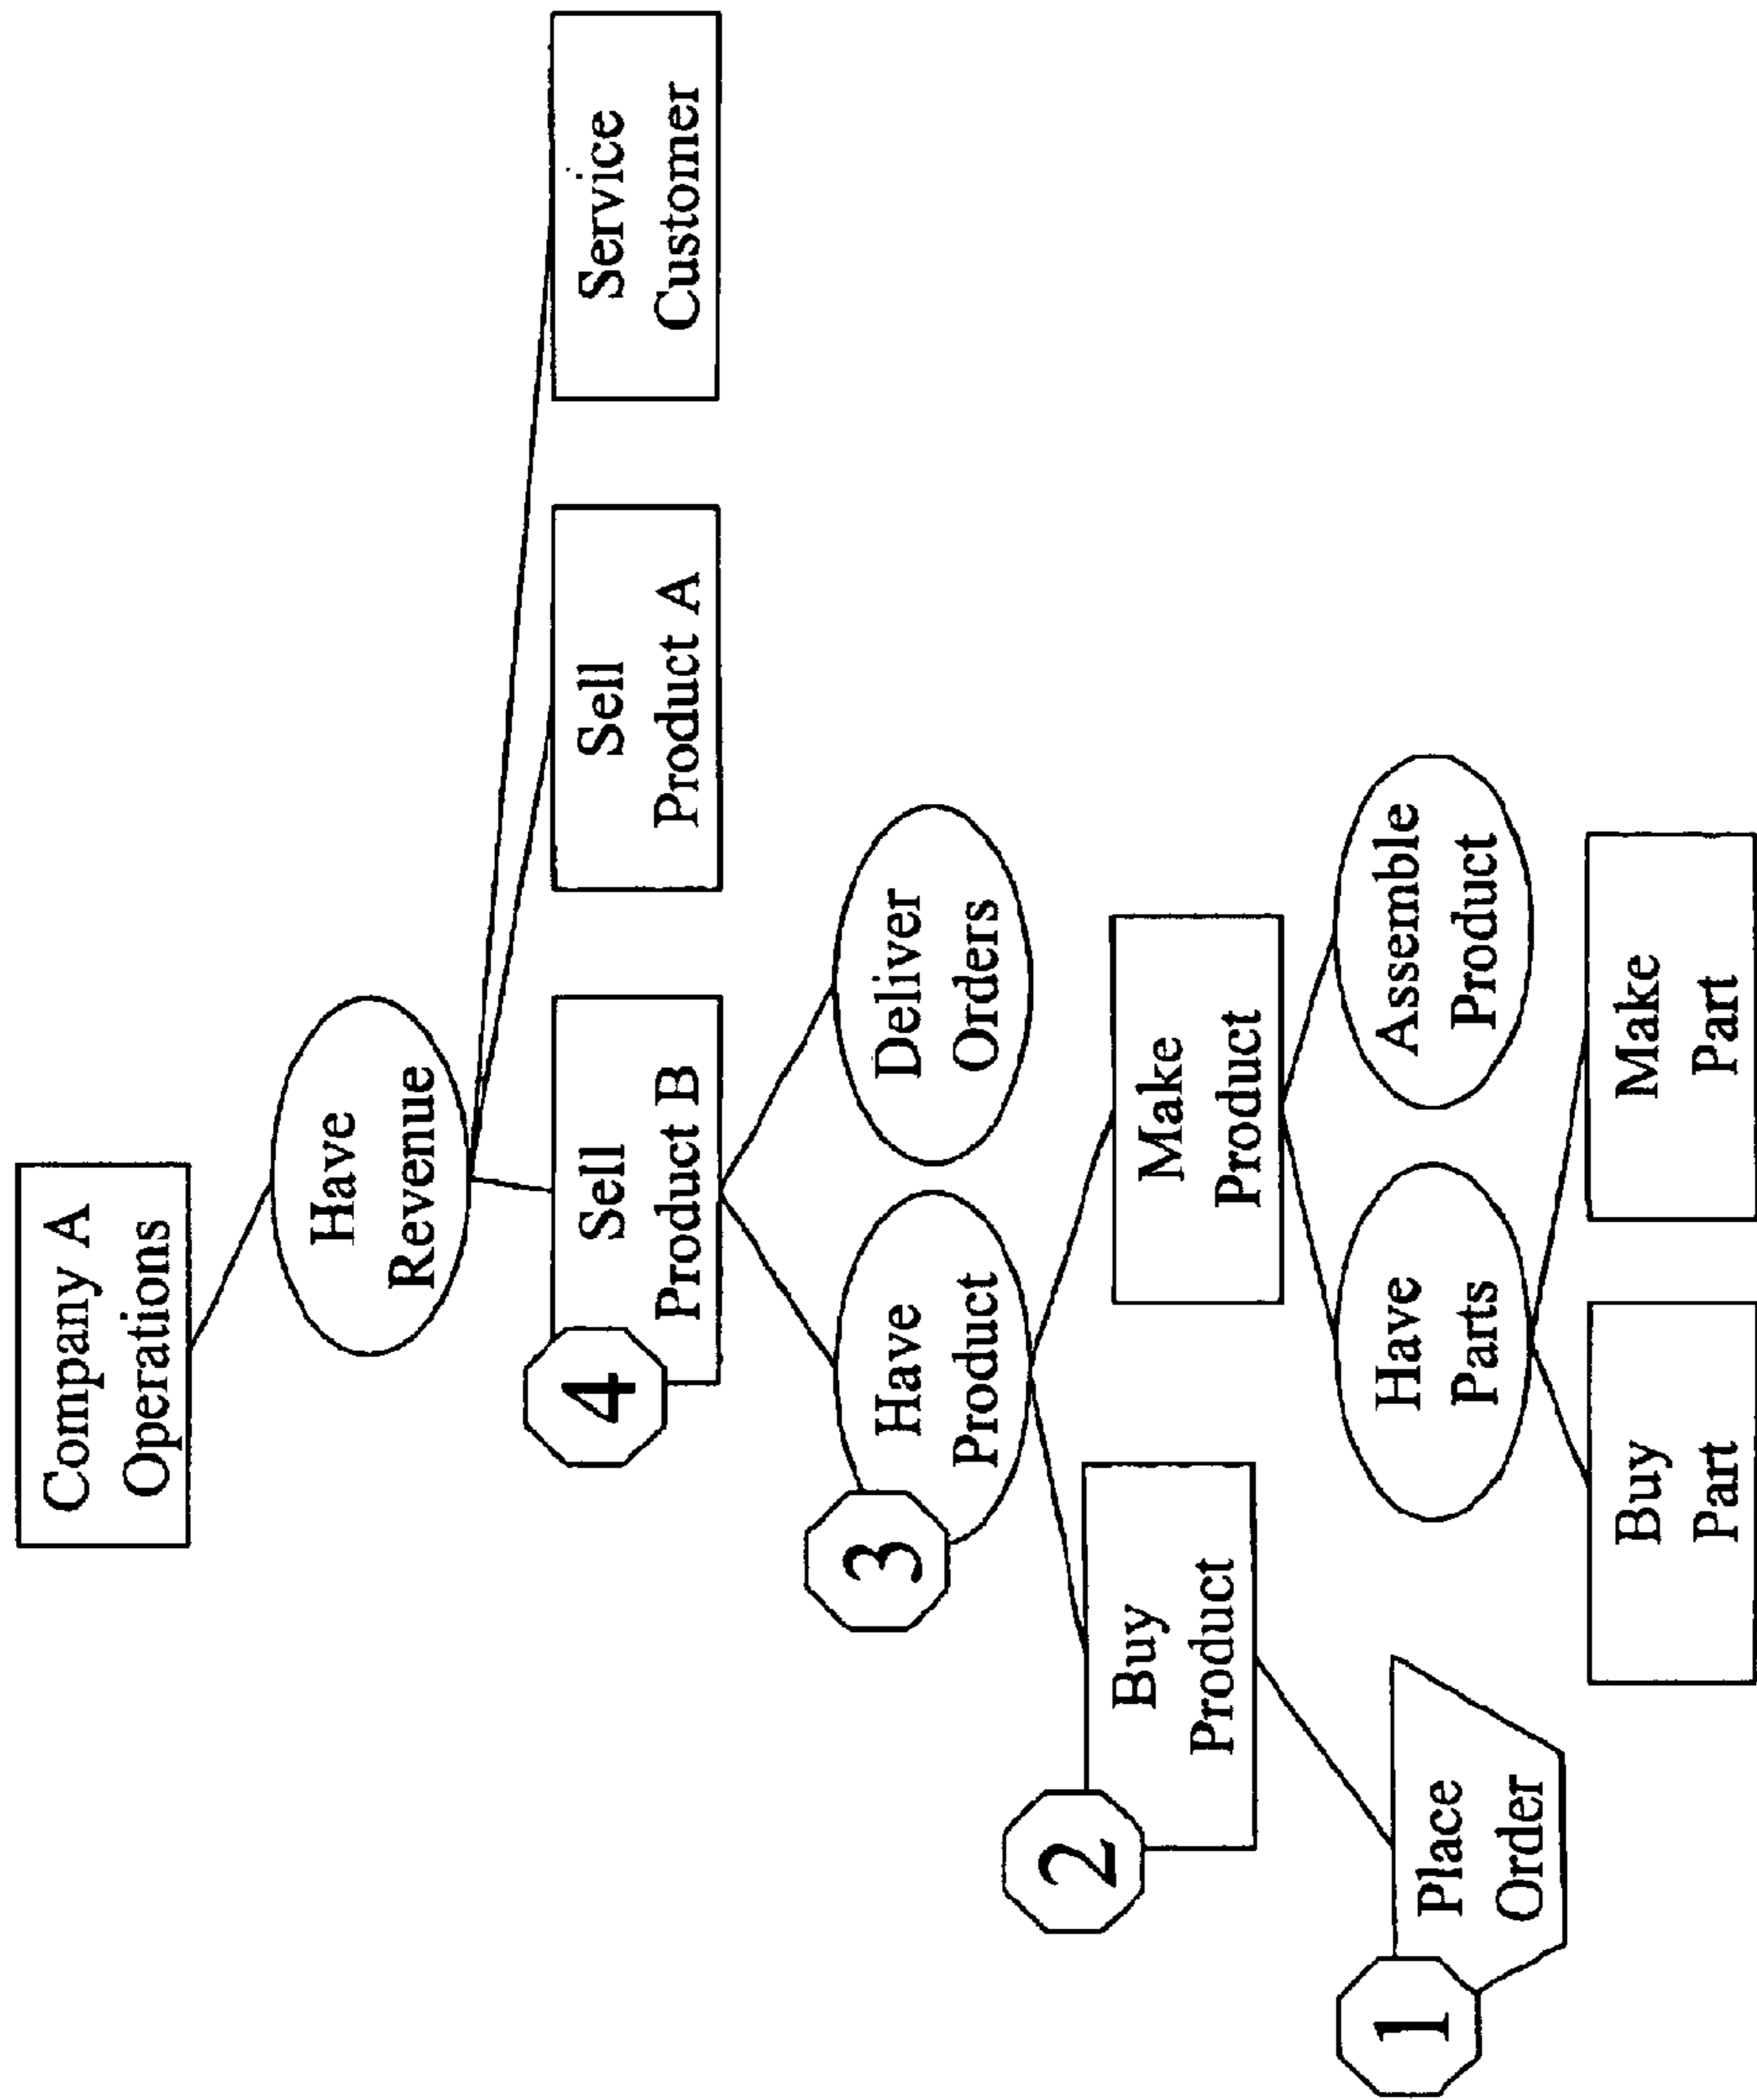 Company A
Operations
Have
Revenue
4
Sell
Product B
Sell
Product A
Service
Customer
3
Have
Product
Deliver
Orders
2
Buy
Product
Make
Product
1
Place
Order
Have
Parts
Assemble
Product
Buy
Part
Make
Part